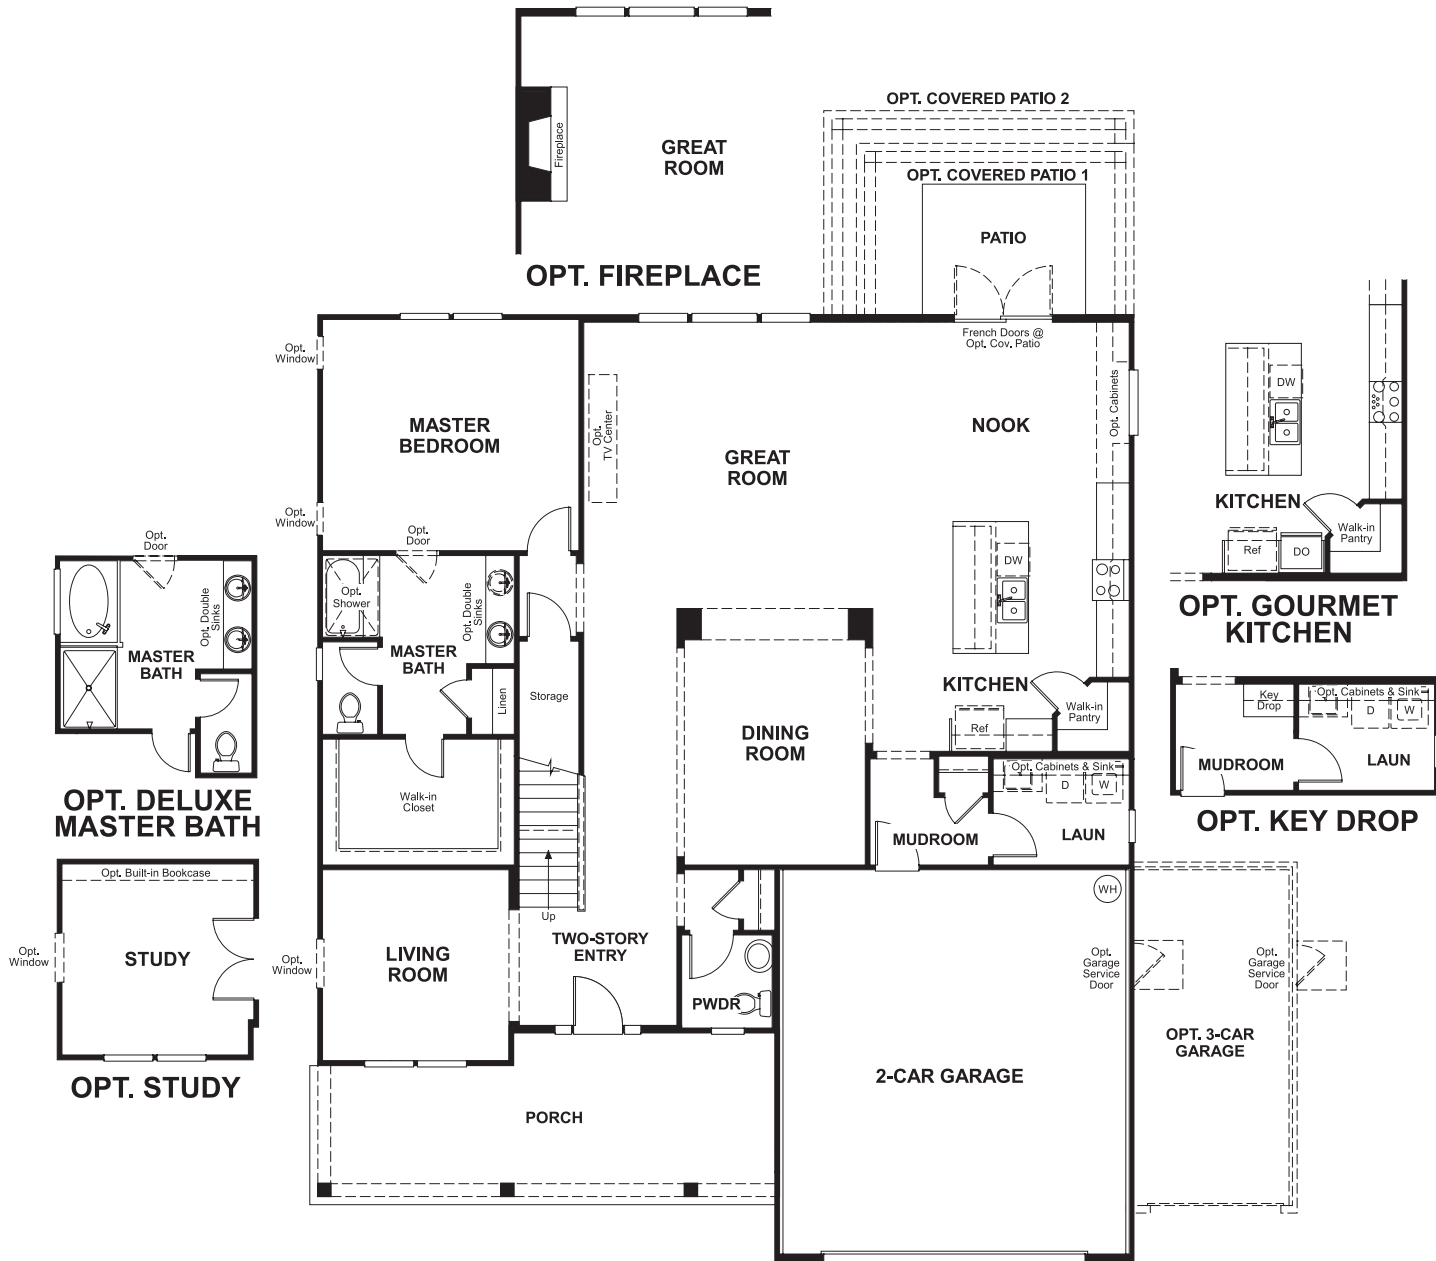 OPT. COVERED PATIO 2
Fireplace
GREAT
ROOM
OPT. COVERED PATIO 1
PATIO
OPT. FIREPLACE
French Doors @
Opt. Cov. Patio
Opt.
Window
MASTER
BEDROOM
Opt.
TV Center
GREAT
ROOM
NOOK
Opt. Cabinets
DW
KITCHEN
Walk-in
Pantry
Ref
DO
OPT. GOURMET
KITCHEN
Opt.
Window
Opt.
Door
Opt. Double
Sinks
MASTER
BATH
OPT. DELUXE
MASTER BATH
Opt.
Door
Opt.
Shower
Opt. Double
Sinks
MASTER
BATH
Linen
Storage
Walk-in
Closet
DW
KITCHEN
Walk-in
Pantry
Ref
DINING
ROOM
Opt. Cabinets & Sink
D
W
MUDROOM
LAUN
Key
Drop
Opt. Cabinets & Sink
D
W
MUDROOM
LAUN
OPT. KEY DROP
Opt. Built-in Bookcase
Opt.
Window
STUDY
OPT. STUDY
Opt.
Window
LIVING
ROOM
Up
TWO-STORY
ENTRY
PWDR
WH
Opt.
Garage
Service
Door
Opt.
Garage
Service
Door
OPT. 3-CAR
GARAGE
2-CAR GARAGE
PORCH